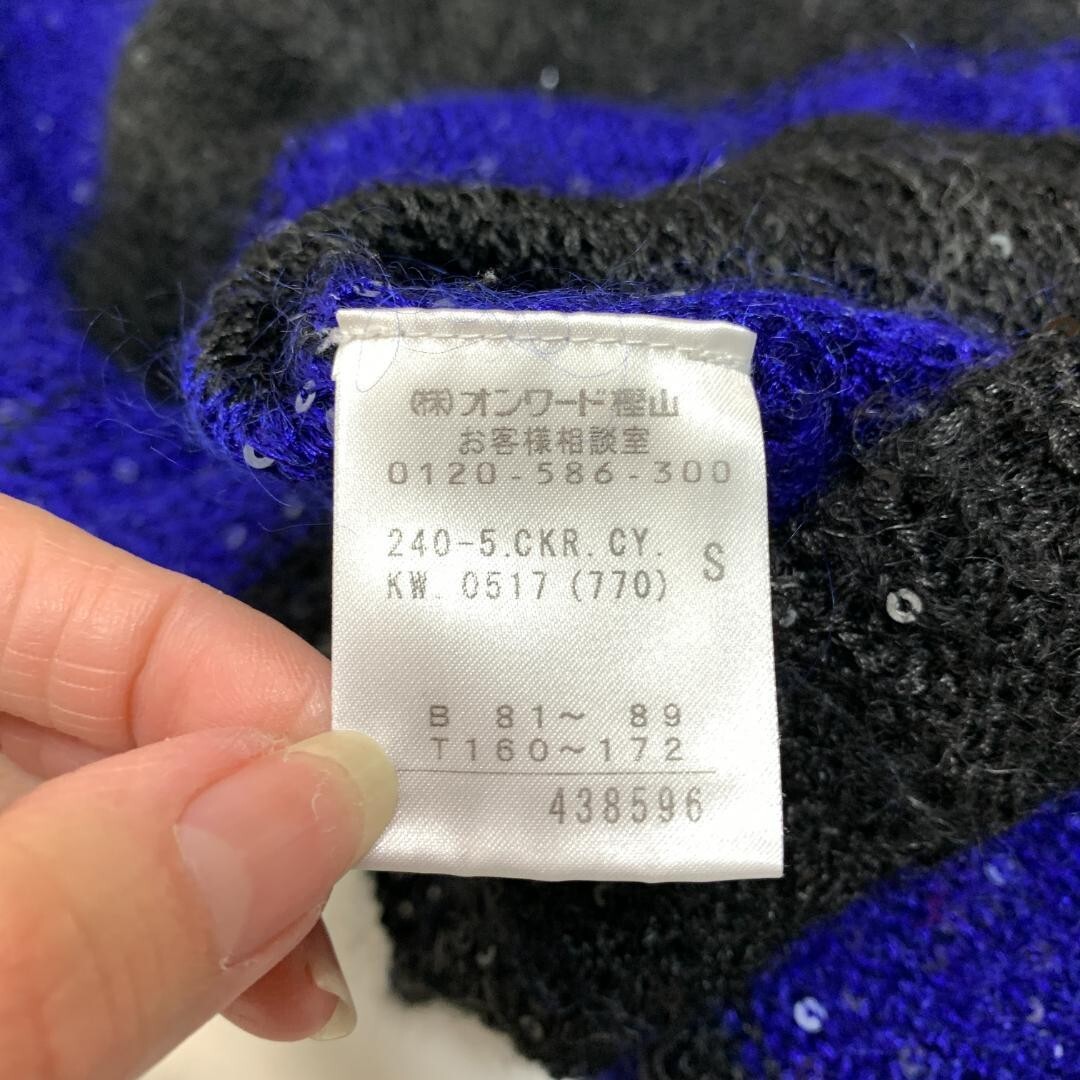 (株)オンワード樫山
お客様相談室
0120-586-300
240-5.CKR.CY.
KW. 0517 (770)
S
B 81~ 89
T160~172
438596